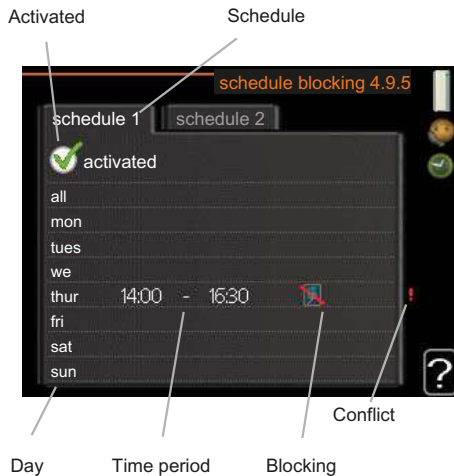 Activated Schedule
schedule blocking 4.9.5
schedule 1 schedule 2
activated
all
mon
tues
we
thur 14:00 - 16:30 !
fri
sat
sun
?
Conflict
Day Time period Blocking